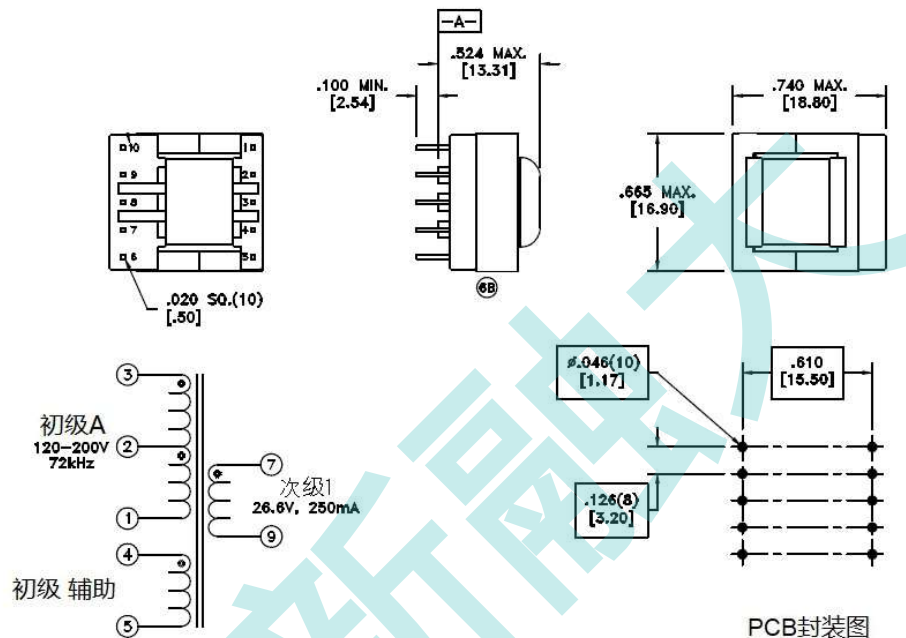 -A-
.524 MAX.
[13.31]
.100 MIN.
[2.54]
.740 MAX.
[18.80]
.665 MAX.
[16.90]
10
9
8
7
6
1
2
3
4
5
.020 SQ.(10)
[.50]
6B
3
初级A
120-200V
72kHz
2
1
4
初级 辅助
5
7
次级1
26.6V, 250mA
9
ø.046(10)
[1.17]
.610
[15.50]
.126(8)
[3.20]
PCB封装图
新融大